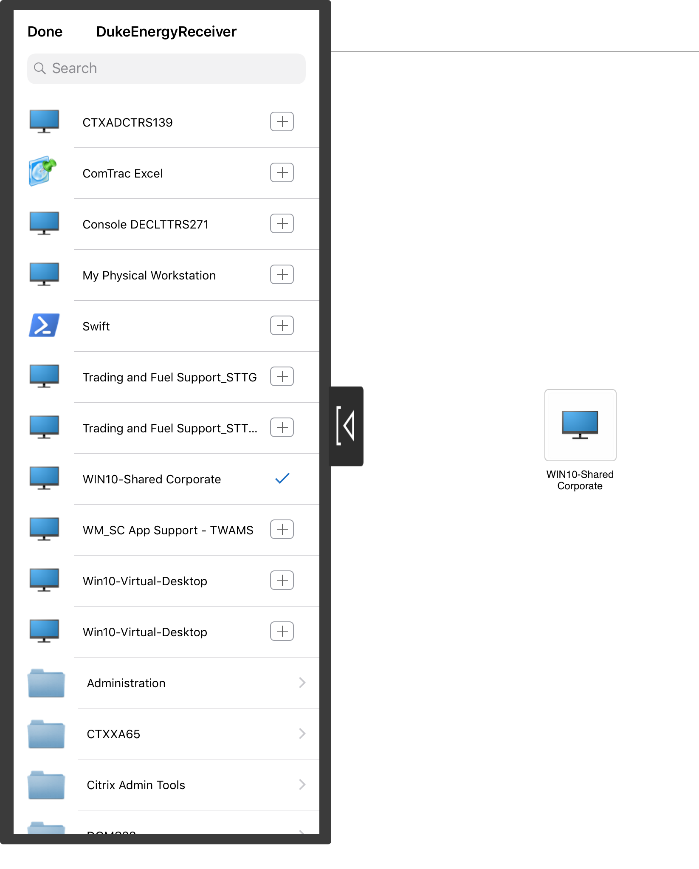 Done
DukeEnergyReceiver
Search
CTXADCTRS139
ComTrac Excel
Console DECLTTRS271
My Physical Workstation
Swift
Trading and Fuel Support_STTG
Trading and Fuel Support_STT...
WIN10-Shared Corporate
WM_SC App Support - TWAMS
Win10-Virtual-Desktop
Win10-Virtual-Desktop
Administration
CTXXA65
Citrix Admin Tools
WIN10-Shared
Corporate